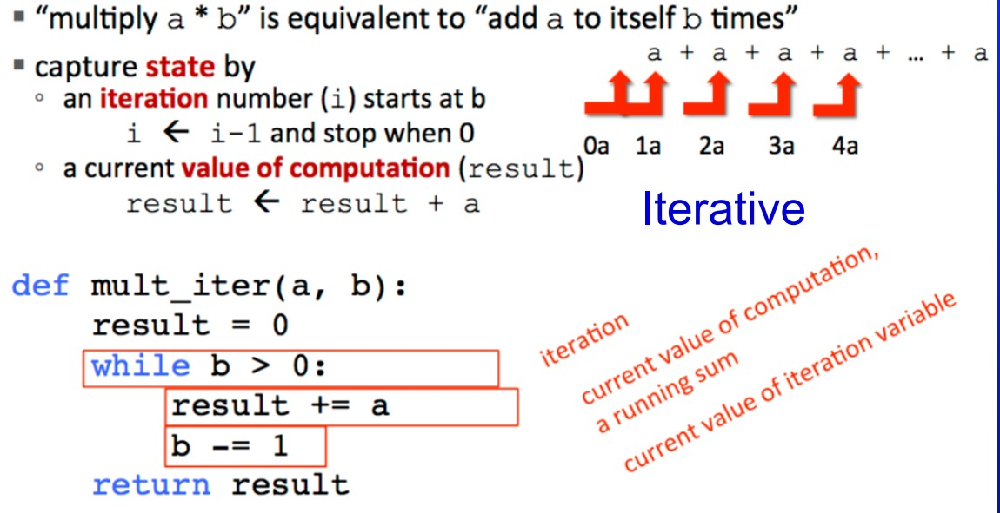 ▪ “multiply a * b” is equivalent to “add a to itself b times”
a + a + a + a + … + a
▪ capture state by
◦ an iteration number (i) starts at b
i ← i-1 and stop when 0
0a 1a 2a 3a 4a
◦ a current value of computation (result)
result ← result + a
Iterative
def mult_iter(a, b):
result = 0
while b > 0:
result += a
b -= 1
return result
iteration
current value of computation,
a running sum
current value of iteration variable